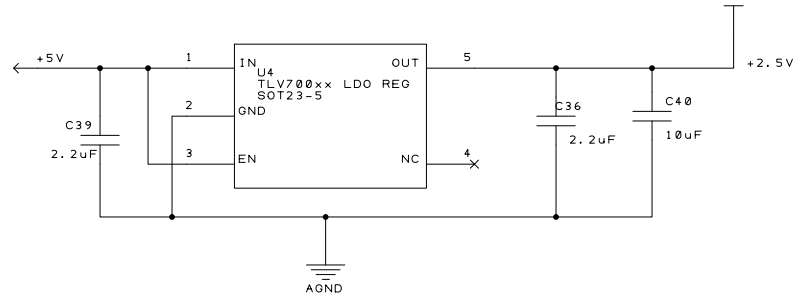 +5V
1
IN
U4
TLV700xx LDO REG
SOT23-5
OUT
5
+2.5V
2
GND
C39
2.2uF
3
EN
NC
4
C36
2.2uF
C40
10uF
AGND